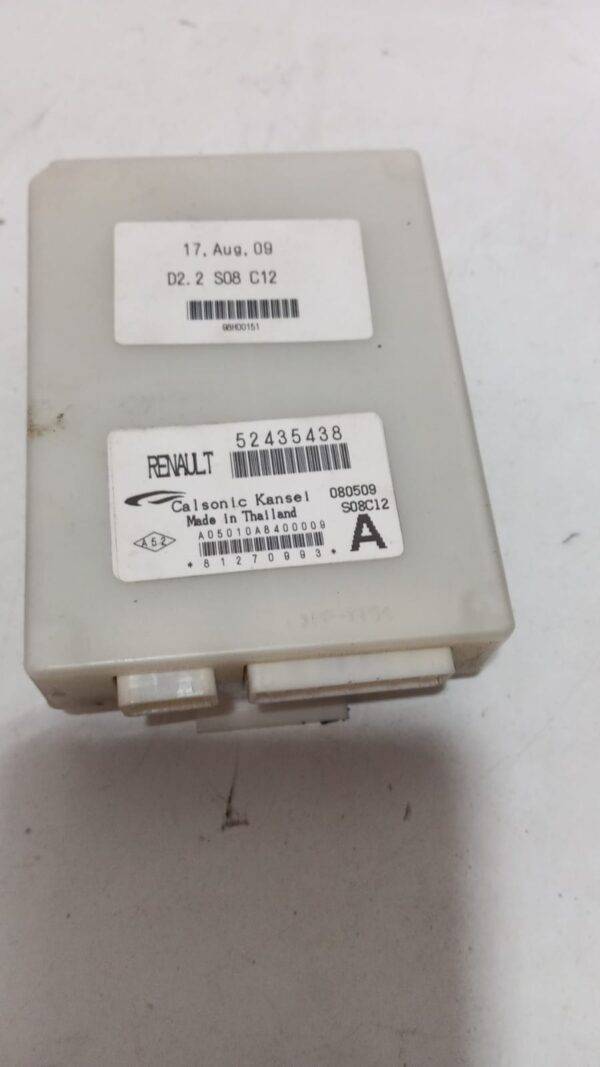 17. Aug. 09
D2. 2 S08 C12
98H00151
RENAULT 52435438
Calsonic Kansei 080509
Made in Thailand S08C12
A52 A05010A8400009 A
*81270993*